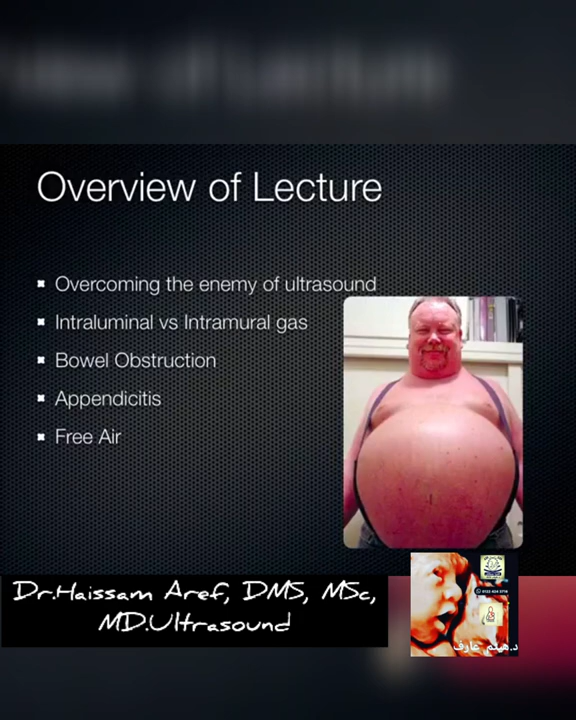 Overview of Lecture
Overcoming the enemy of ultrasound
Intraluminal vs Intramural gas
Bowel Obstruction
Appendicitis
Free Air
Dr.Haissam Aref, DMS, MSc,
MD.Ultrasound
د.هيثم عارف